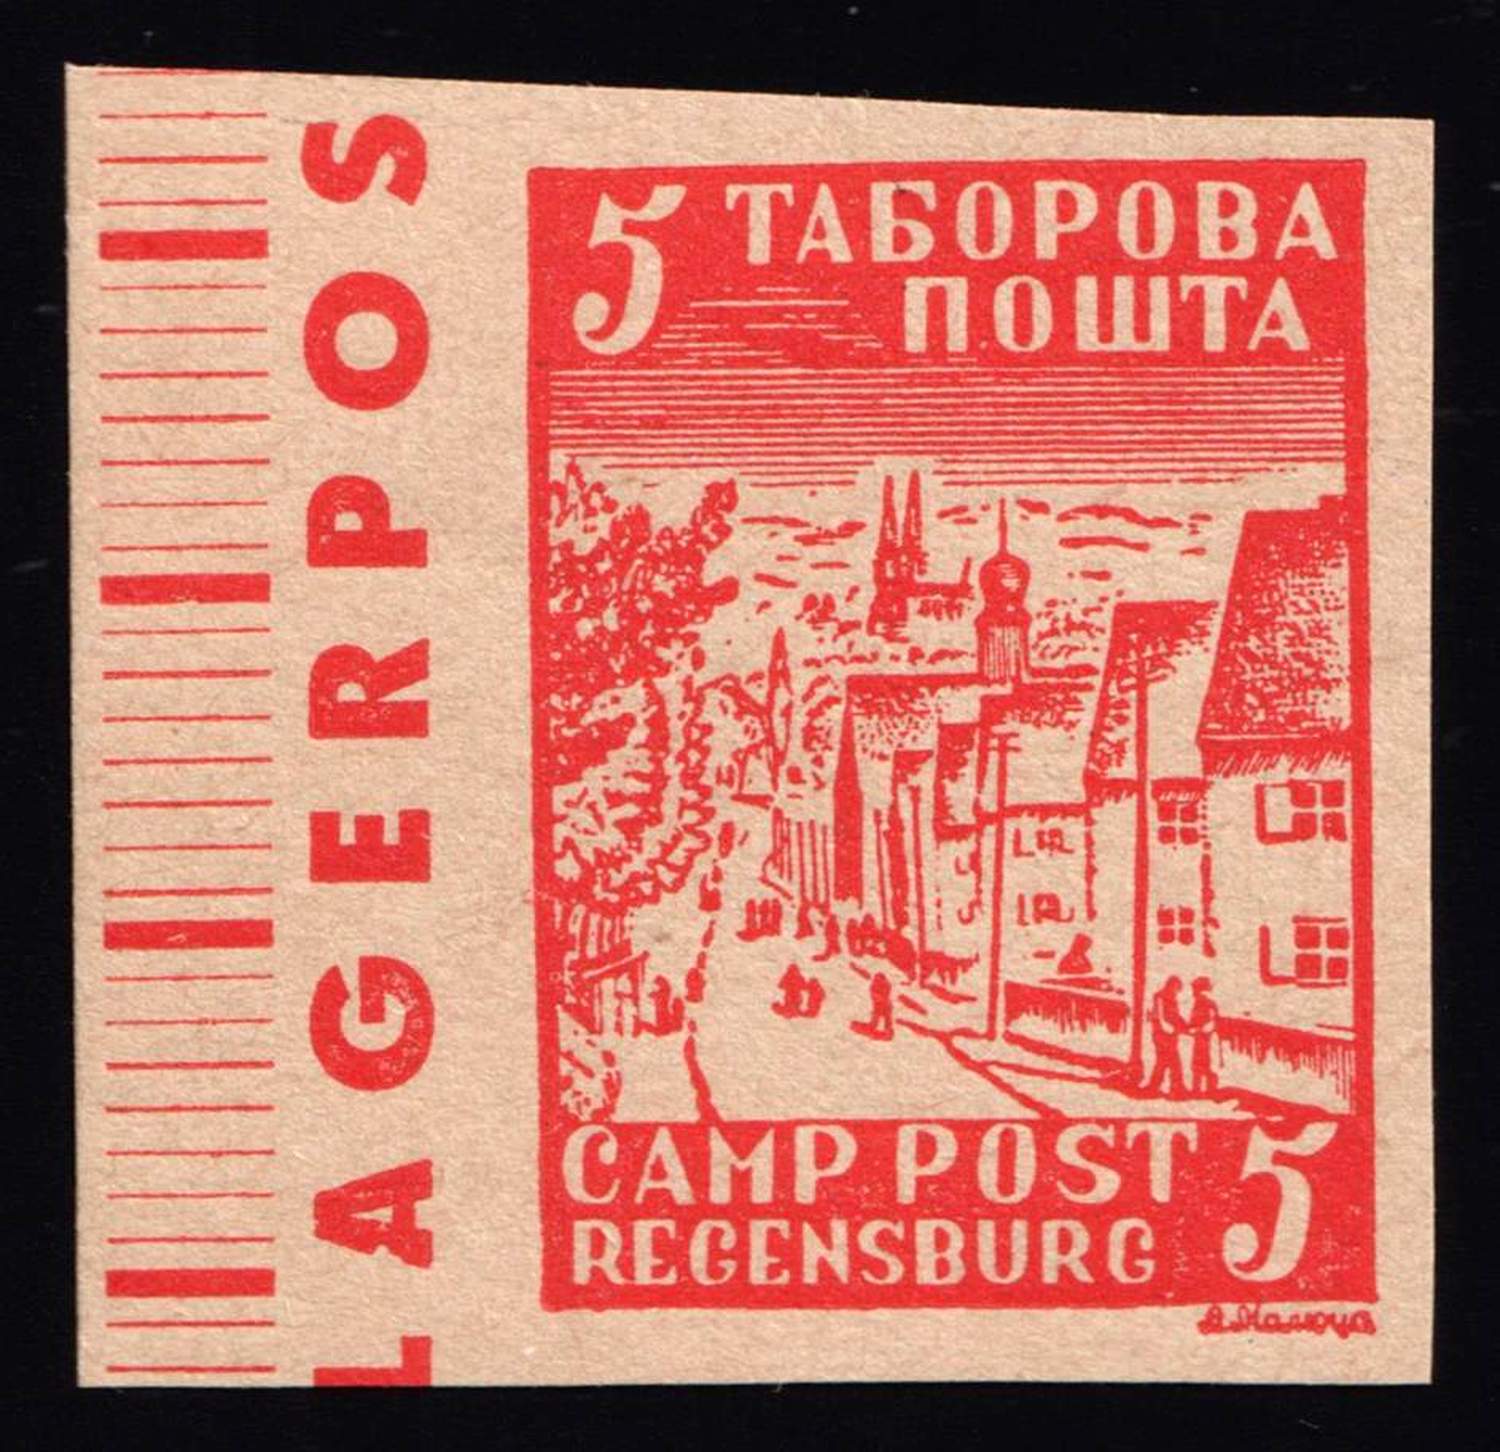 LAGERPOS
5 ТАБОРОВА
ПОШТА
CAMP POST 5
REGENSBURG